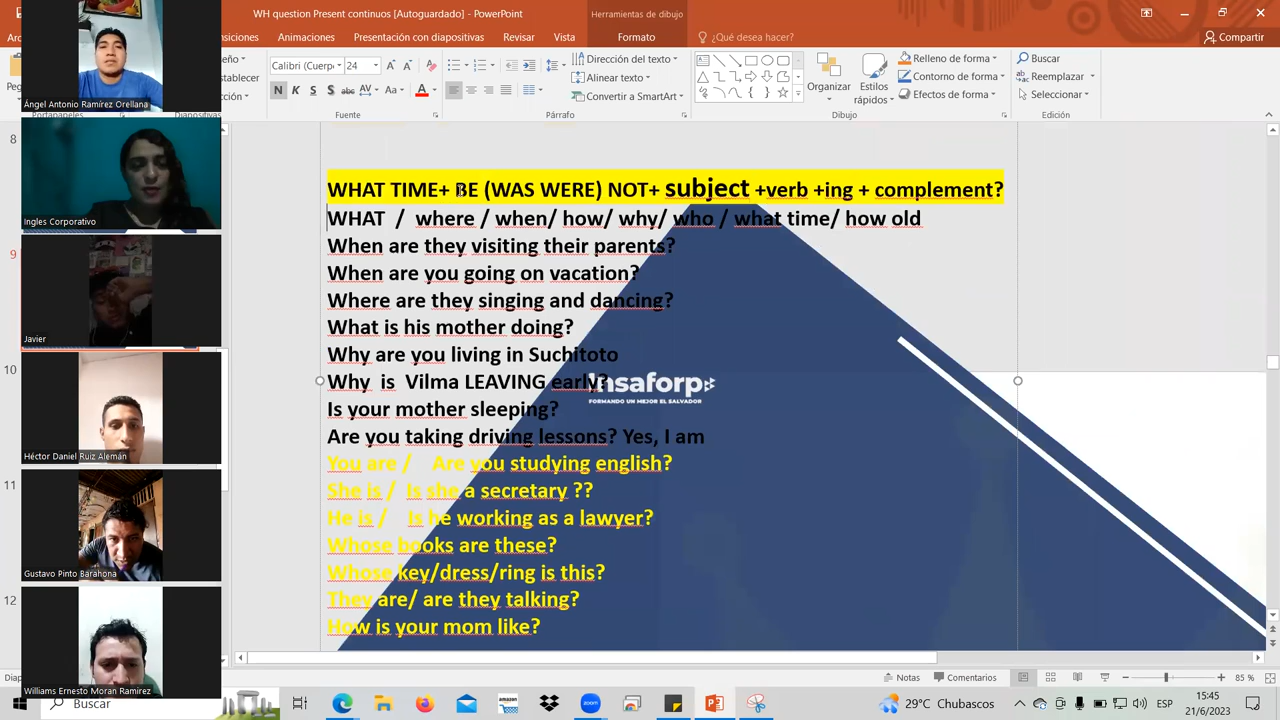 WH question Present continuos [Autoguardado] - PowerPoint
Herramientas de dibujo
siciones
Animaciones
Presentación con diapositivas
Revisar
Vista
Formato
¿Qué desea hacer?
Compartir
Calibri (Cuerp
24
Dirección del texto
Alinear texto
Convertir a SmartArt
Organizar
Estilos rápidos
Relleno de forma
Contorno de forma
Efectos de forma
Buscar
Reemplazar
Seleccionar
Portapapeles
Diapositivas
Fuente
Párrafo
Dibujo
Edición
Ángel Antonio Ramírez Orellana
Ingles Corporativo
Javier
Héctor Daniel Ruiz Alemán
Gustavo Pinto Barahona
Williams Ernesto Moran Ramírez
8
9
10
11
12
WHAT TIME+ BE (WAS WERE) NOT+ subject +verb +ing + complement?
WHAT / where / when/ how/ why/ who / what time/ how old
When are they visiting their parents?
When are you going on vacation?
Where are they singing and dancing?
What is his mother doing?
Why are you living in Suchitoto
Why is Vilma LEAVING early?
Is your mother sleeping?
Are you taking driving lessons? Yes, I am
You are / Are you studying english?
She is / Is she a secretary ??
He is / Is he working as a lawyer?
Whose books are these?
Whose key/dress/ring is this?
They are/ are they talking?
How is your mom like?
Insaforp
FORMANDO UN MEJOR EL SALVADOR
Notas
Comentarios
85 %
Buscar
29°C Chubascos
ESP
15:45
21/6/2023